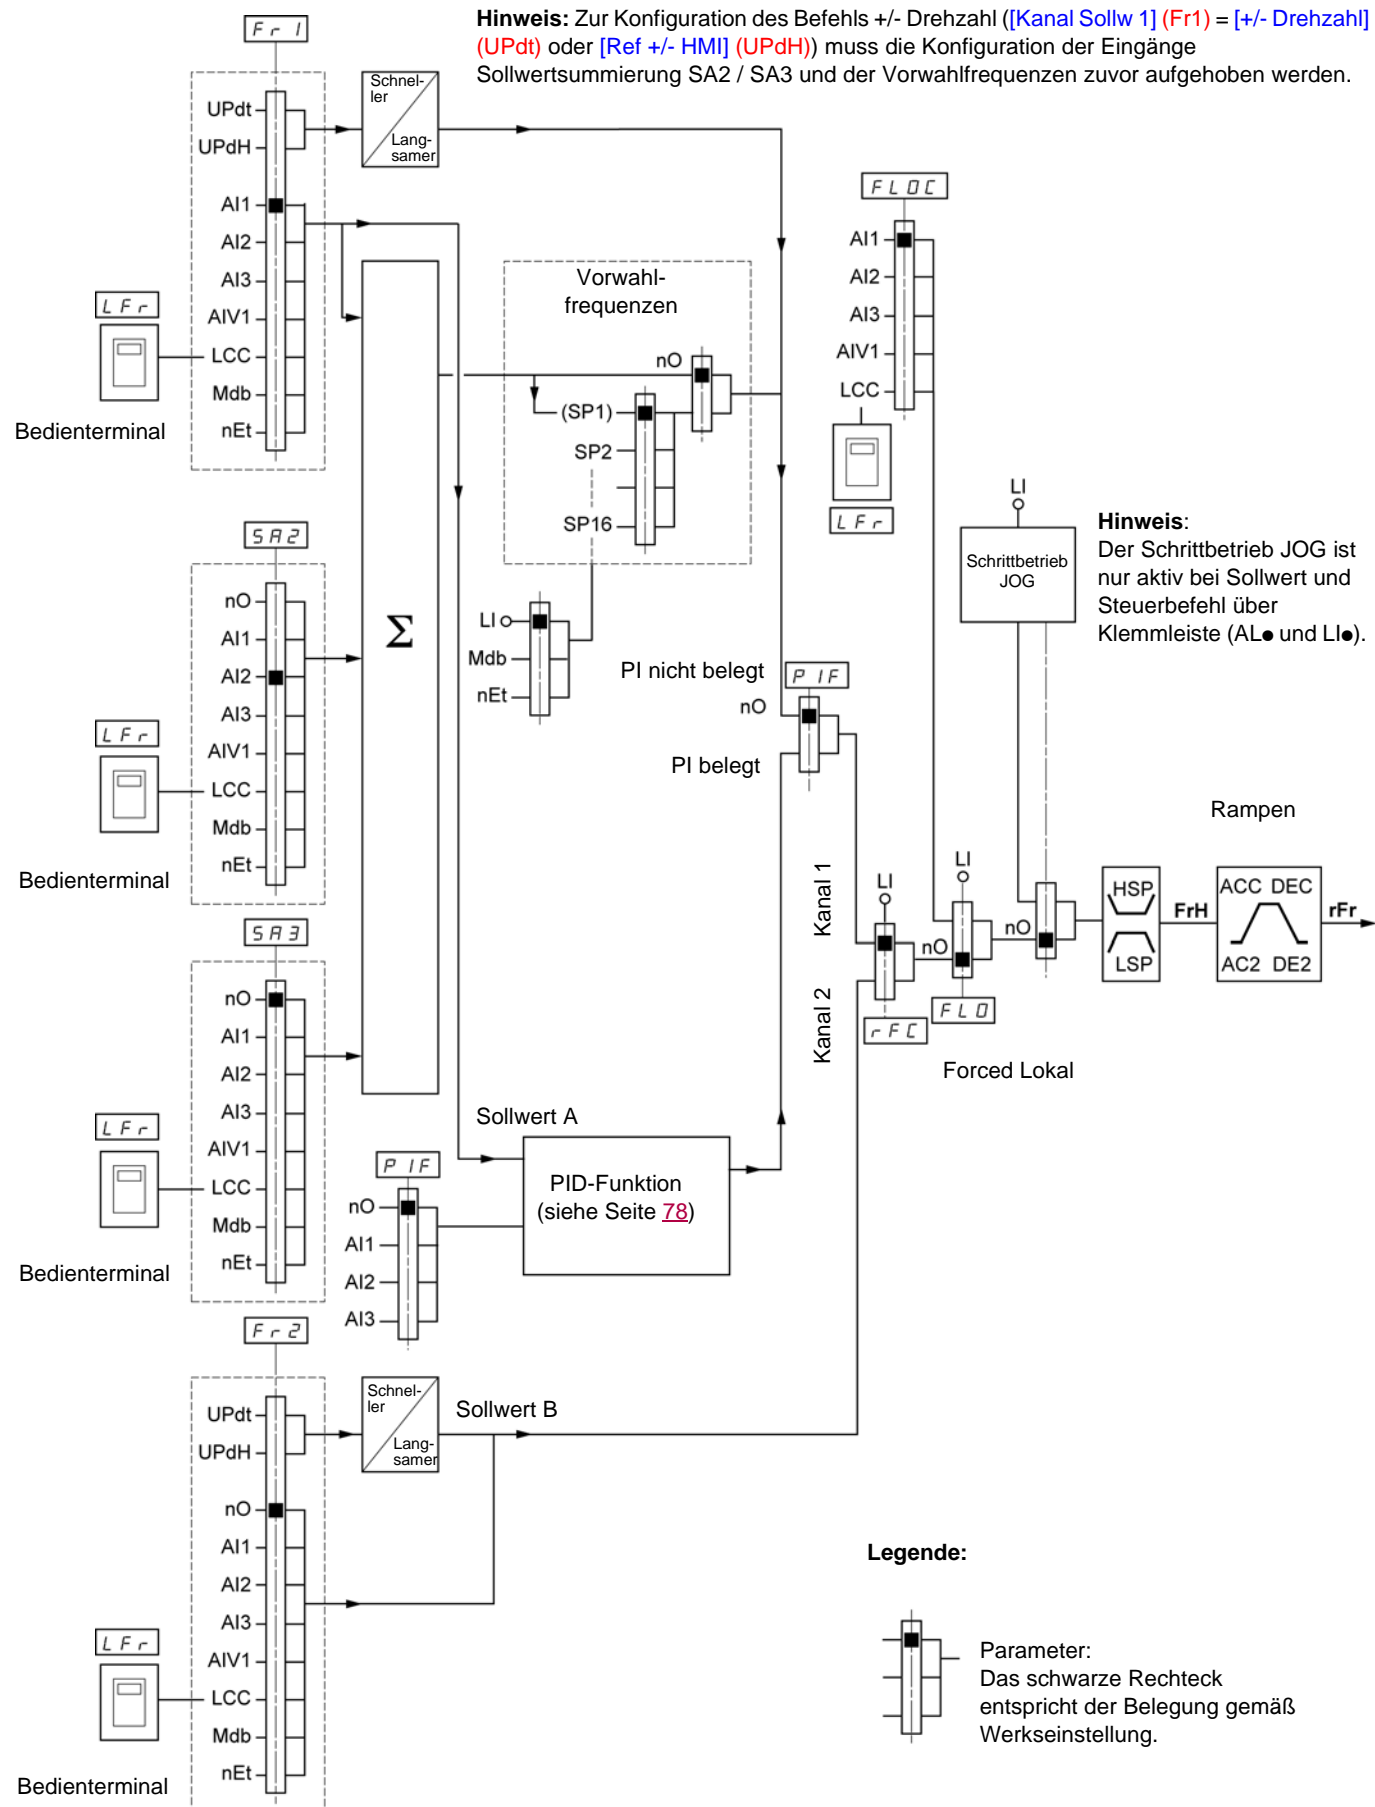 Hinweis: Zur Konfiguration des Befehls +/- Drehzahl ([Kanal Sollw 1] (Fr1) = [+/- Drehzahl]
(UPdt) oder [Ref +/- HMI] (UPdH)) muss die Konfiguration der Eingänge
Sollwertsummierung SA2 / SA3 und der Vorwahlfrequenzen zuvor aufgehoben werden.
Fr1
UPdt
UPdH
Schnel-
ler
Lang-
samer
AI1
AI2
AI3
AIV1
LCC
Mdb
nEt
LFr
Bedienterminal
Vorwahl-
frequenzen
nO
(SP1)
SP2
SP16
LI
Mdb
nEt
FLOC
AI1
AI2
AI3
AIV1
LCC
LFr
LI
Schrittbetrieb
JOG
Hinweis:
Der Schrittbetrieb JOG ist
nur aktiv bei Sollwert und
Steuerbefehl über
Klemmleiste (AL● und LI●).
SA2
nO
AI1
AI2
AI3
AIV1
LCC
Mdb
nEt
LFr
Bedienterminal
Σ
PI nicht belegt
PIF
nO
PI belegt
Kanal 1
Kanal 2
LI
rFC
nO
LI
FLO
Forced Lokal
nO
HSP
LSP
FrH
Rampen
ACC DEC
AC2 DE2
rFr
SA3
nO
AI1
AI2
AI3
AIV1
LCC
Mdb
nEt
LFr
Bedienterminal
Sollwert A
PIF
nO
AI1
AI2
AI3
PID-Funktion
(siehe Seite 78)
Fr2
UPdt
UPdH
Schnel-
ler
Lang-
samer
Sollwert B
nO
AI1
AI2
AI3
AIV1
LCC
Mdb
nEt
LFr
Bedienterminal
Legende:
Parameter:
Das schwarze Rechteck
entspricht der Belegung gemäß
Werkseinstellung.